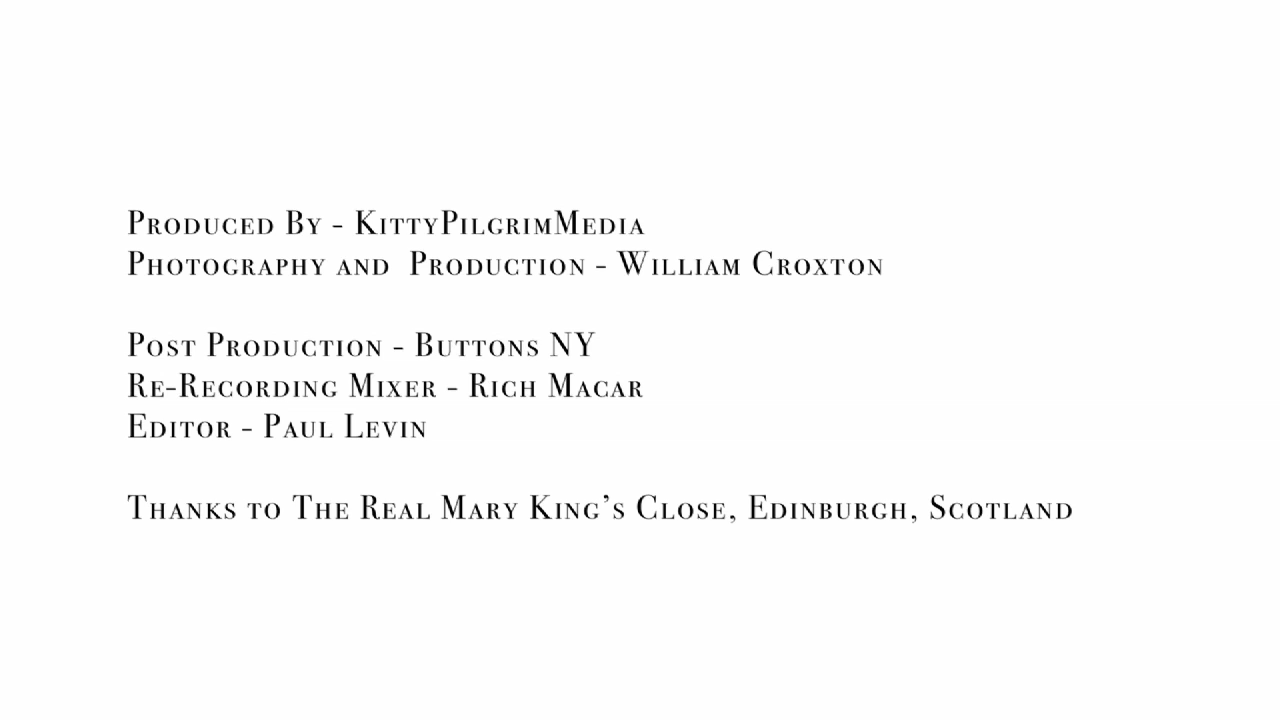 Produced By - KittyPilgrimMedia
Photography and  Production - William Croxton
Post Production - Buttons NY
Re-Recording Mixer - Rich Macar
Editor - Paul Levin
Thanks to The Real Mary King’s Close, Edinburgh, Scotland